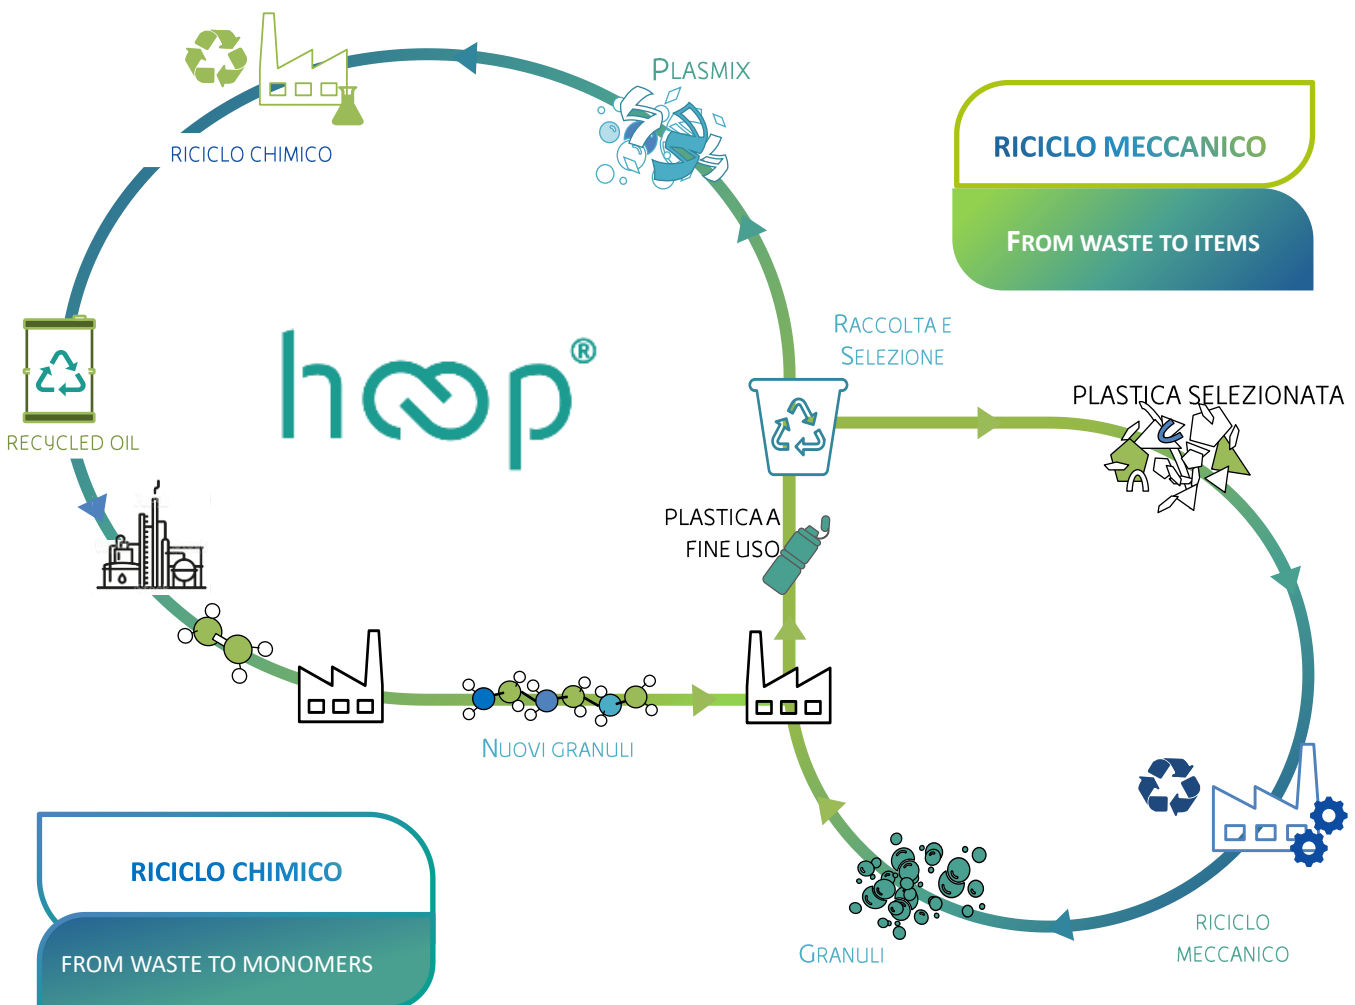 PLASMIX
RICICLO CHIMICO
RICICLO MECCANICO
FROM WASTE TO ITEMS
RACCOLTA E
SELEZIONE
hoop®
PLASTICA SELEZIONATA
RECYCLED OIL
PLASTICA A
FINE USO
NUOVI GRANULI
RICICLO CHIMICO
FROM WASTE TO MONOMERS
GRANULI
RICICLO
MECCANICO